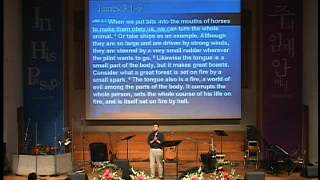 James 3:1-6
When we put bits into the mouths of horses
to make them obey us, we can turn the whole
animal. ⁴ Or take ships as an example. Although
they are so large and are driven by strong winds,
they are steered by a very small rudder wherever
the pilot wants to go. ⁵ Likewise the tongue is a
small part of the body, but it makes great boasts.
Consider what a great forest is set on fire by a
small spark. ⁶ The tongue also is a fire, a world of
evil among the parts of the body. It corrupts the
whole person, sets the whole course of his life on
fire, and is itself set on fire by hell.
In
His